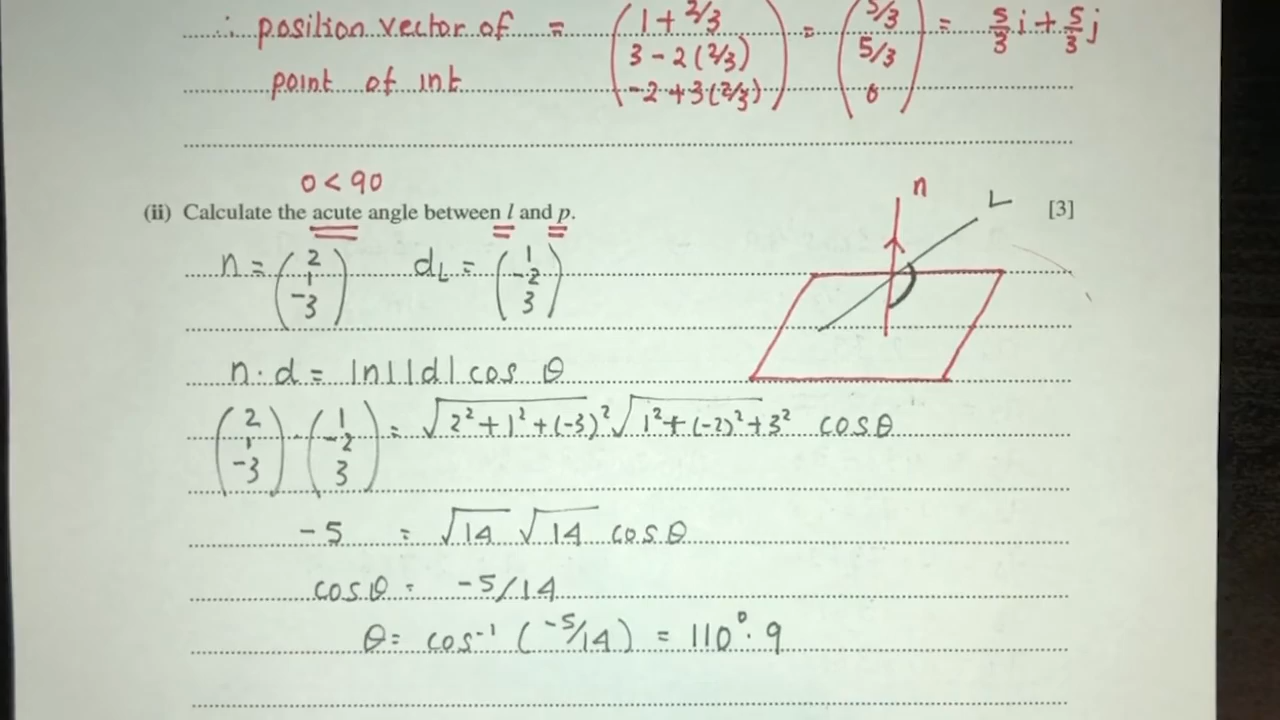 ∴ position vector of = (1 + 2/3, 3 - 2(2/3), -2 + 3(2/3)) = (5/3, 5/3, 0) = 5/3 i + 5/3 j
point of int
0 < 90
n
L
(ii) Calculate the acute angle between l and p. [3]
n = (2, 1, -3) d_L = (1, -2, 3)
n · d = |n| |d| cos θ
(2, 1, -3) · (1, -2, 3) = √2² + 1² + (-3)² √1² + (-2)² + 3² cos θ
-5 = √14 √14 cos θ
cos θ = -5/14
θ = cos⁻¹ (-5/14) = 110°.9